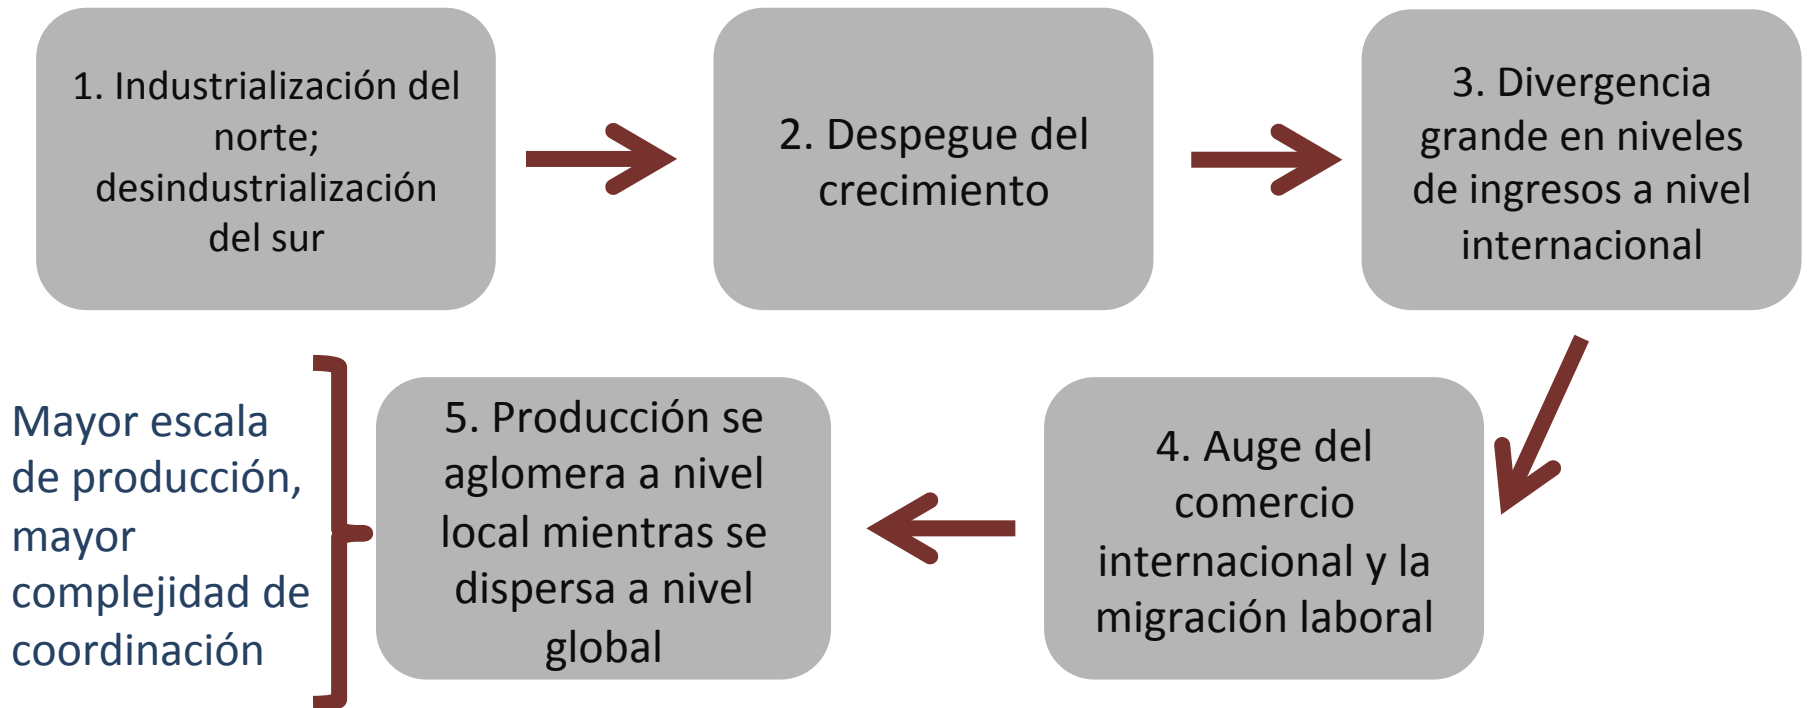 1. Industrialización del
norte;
desindustrialización
del sur
2. Despegue del
crecimiento
3. Divergencia
grande en niveles
de ingresos a nivel
internacional
4. Auge del
comercio
internacional y la
migración laboral
5. Producción se
aglomera a nivel
local mientras se
dispersa a nivel
global
Mayor escala
de producción,
mayor
complejidad de
coordinación